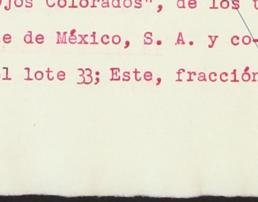 Ojos Colorados", de los
e de México, S. A. y co-
l lote 33; Este, fracción